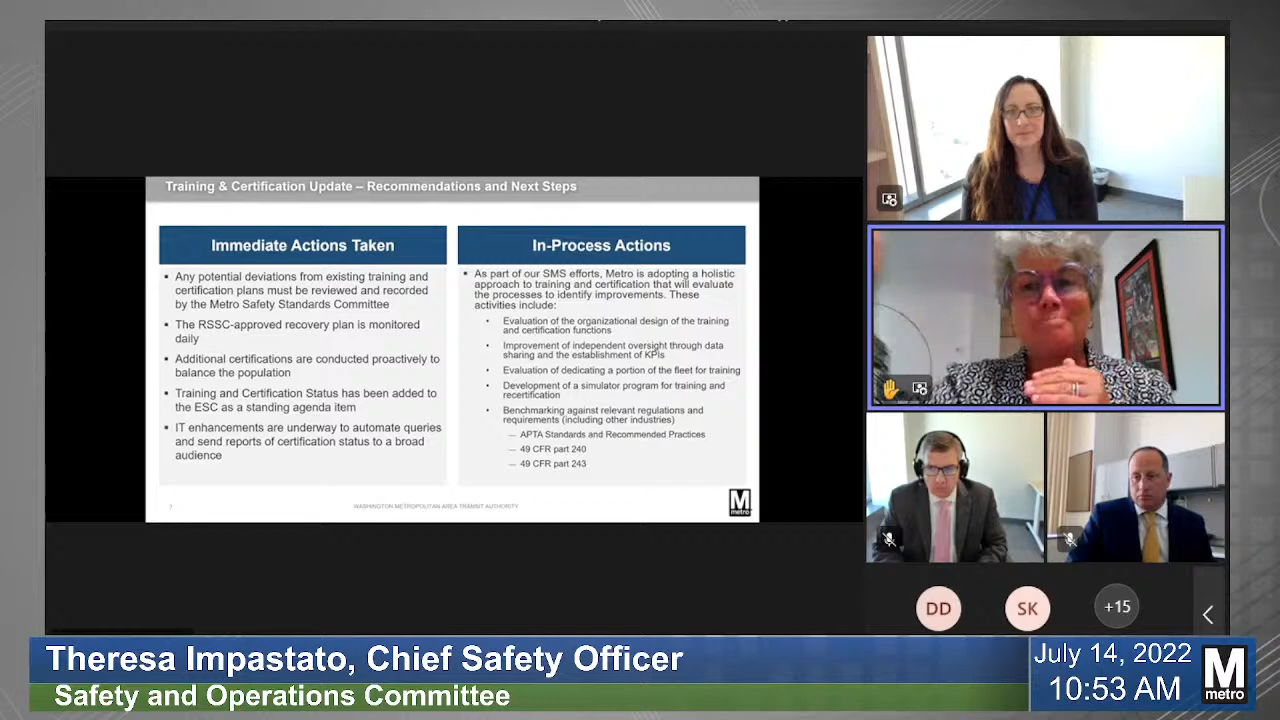 Training & Certification Update – Recommendations and Next Steps
Immediate Actions Taken
▪ Any potential deviations from existing training and
certification plans must be reviewed and recorded
by the Metro Safety Standards Committee
▪ The RSSC-approved recovery plan is monitored
daily
▪ Additional certifications are conducted proactively to
balance the population
▪ Training and Certification Status has been added to
the ESC as a standing agenda item
▪ IT enhancements are underway to automate queries
and send reports of certification status to a broad
audience
In-Process Actions
▪ As part of our SMS efforts, Metro is adopting a holistic
approach to training and certification that will evaluate
the processes to identify improvements. These
activities include:
• Evaluation of the organizational design of the training
and certification functions
• Improvement of independent oversight through data
sharing and the establishment of KPIs
• Evaluation of dedicating a portion of the fleet for training
• Development of a simulator program for training and
recertification
• Benchmarking against relevant regulations and
requirements (including other industries)
— APTA Standards and Recommended Practices
— 49 CFR part 240
— 49 CFR part 243
7
WASHINGTON METROPOLITAN AREA TRANSIT AUTHORITY
M
metro
DD
SK
+15
Theresa Impastato, Chief Safety Officer
Safety and Operations Committee
July 14, 2022
10:53 AM
M
metro